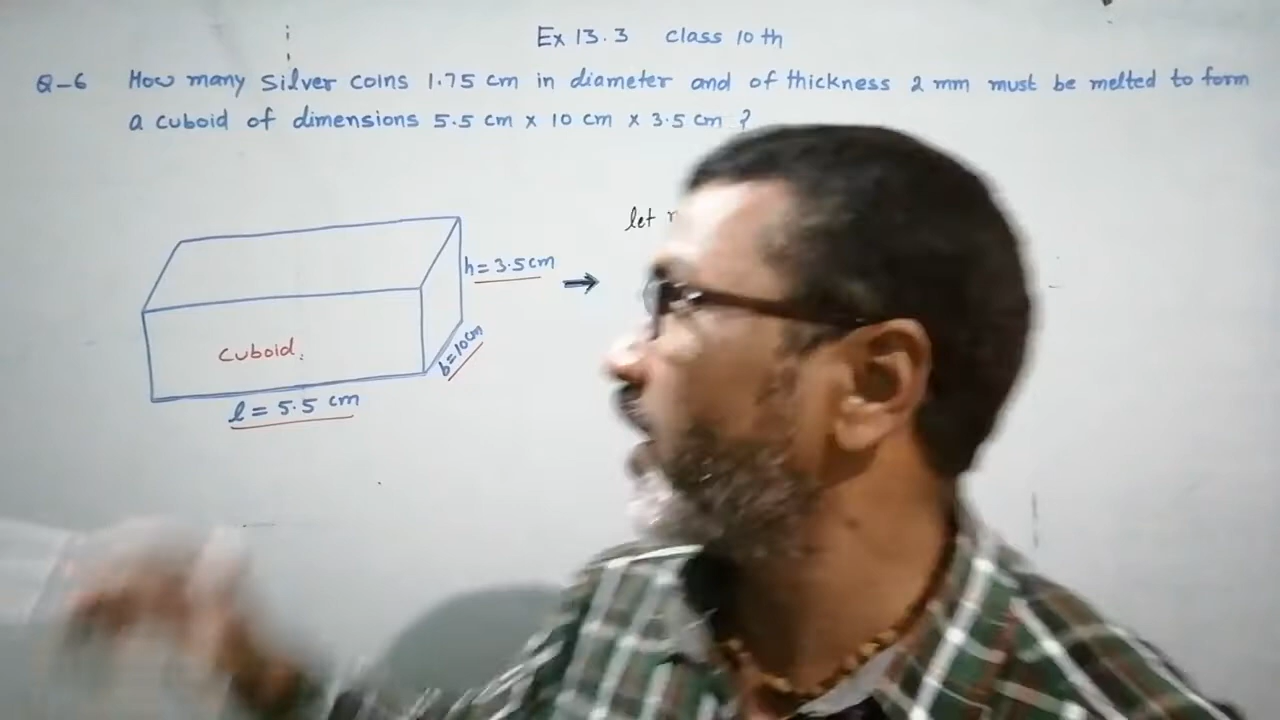 Ex 13.3 class 10 th
Q-6 How many silver coins 1.75 cm in diameter and of thickness 2 mm must be melted to form
a cuboid of dimensions 5.5 cm x 10 cm x 3.5 cm ?
let
h = 3.5 cm
cuboid.
b = 10 cm
l = 5.5 cm